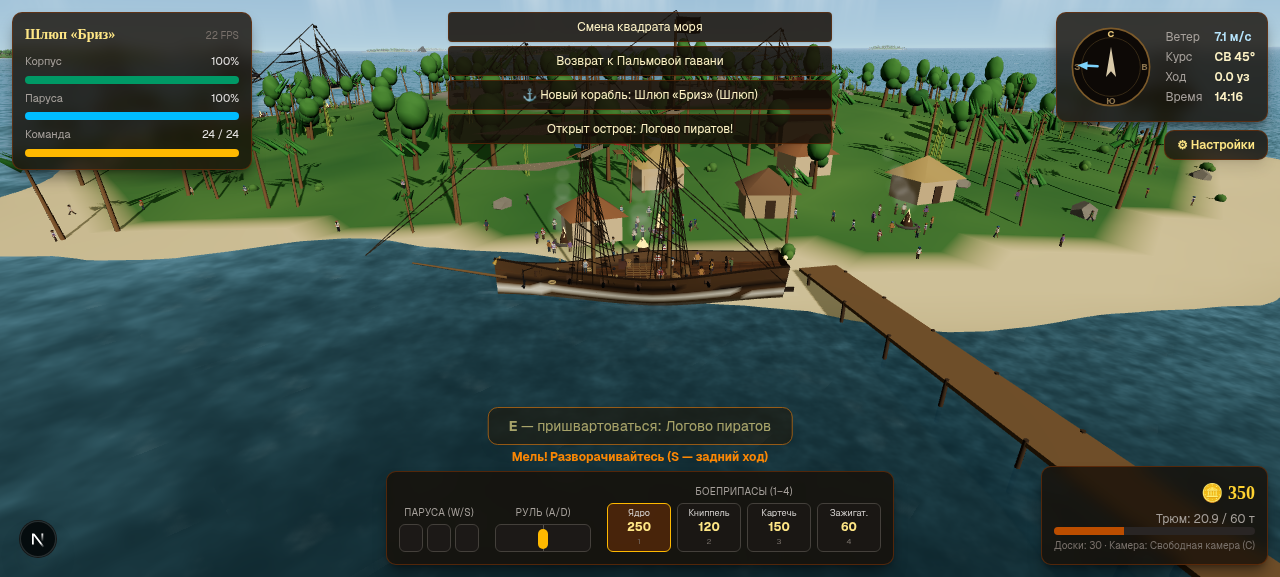 Шлюп «Бриз»
22 FPS
Корпус
100%
Паруса
100%
Команда
24 / 24
Смена квадрата моря
Возврат к Пальмовой гавани
⚓ Новый корабль: Шлюп «Бриз» (Шлюп)
Открыт остров: Логово пиратов!
С
З
В
Ю
Ветер 7.1 м/с
Курс СВ 45°
Ход 0.0 уз
Время 14:16
⚙ Настройки
E — пришвартоваться: Логово пиратов
Мель! Разворачивайтесь (S — задний ход)
ПАРУСА (W/S)
РУЛЬ (A/D)
БОЕПРИПАСЫ (1–4)
Ядро
250
1
Книппель
120
2
Картечь
150
3
Зажигат.
60
4
N
350
Трюм: 20.9 / 60 т
Доски: 30 · Камера: Свободная камера (C)